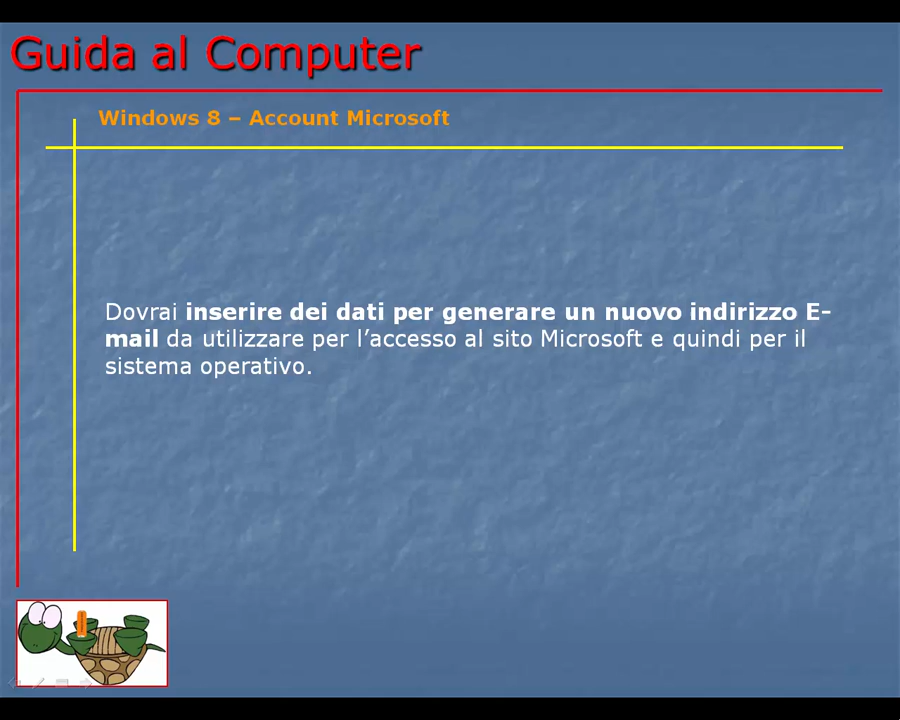 Guida al Computer
Windows 8 – Account Microsoft
Dovrai inserire dei dati per generare un nuovo indirizzo E-
mail da utilizzare per l’accesso al sito Microsoft e quindi per il
sistema operativo.